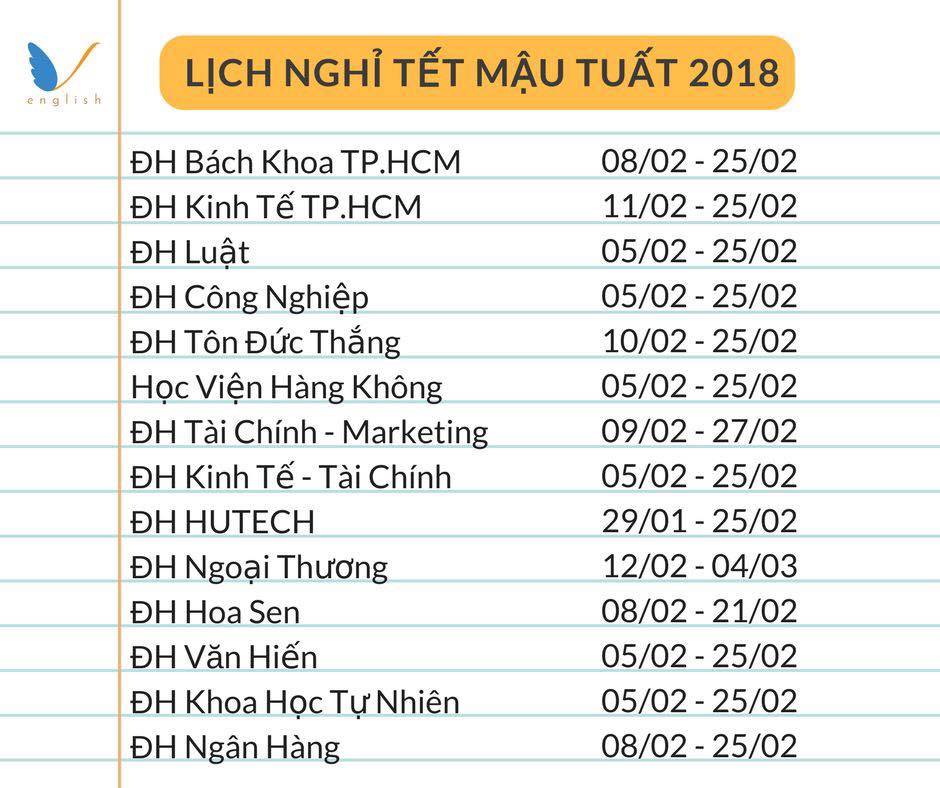 english
LỊCH NGHỈ TẾT MẬU TUẤT 2018
ĐH Bách Khoa TP.HCM 08/02 - 25/02
ĐH Kinh Tế TP.HCM 11/02 - 25/02
ĐH Luật 05/02 - 25/02
ĐH Công Nghiệp 05/02 - 25/02
ĐH Tôn Đức Thắng 10/02 - 25/02
Học Viện Hàng Không 05/02 - 25/02
ĐH Tài Chính - Marketing 09/02 - 27/02
ĐH Kinh Tế - Tài Chính 05/02 - 25/02
ĐH HUTECH 29/01 - 25/02
ĐH Ngoại Thương 12/02 - 04/03
ĐH Hoa Sen 08/02 - 21/02
ĐH Văn Hiến 05/02 - 25/02
ĐH Khoa Học Tự Nhiên 05/02 - 25/02
ĐH Ngân Hàng 08/02 - 25/02